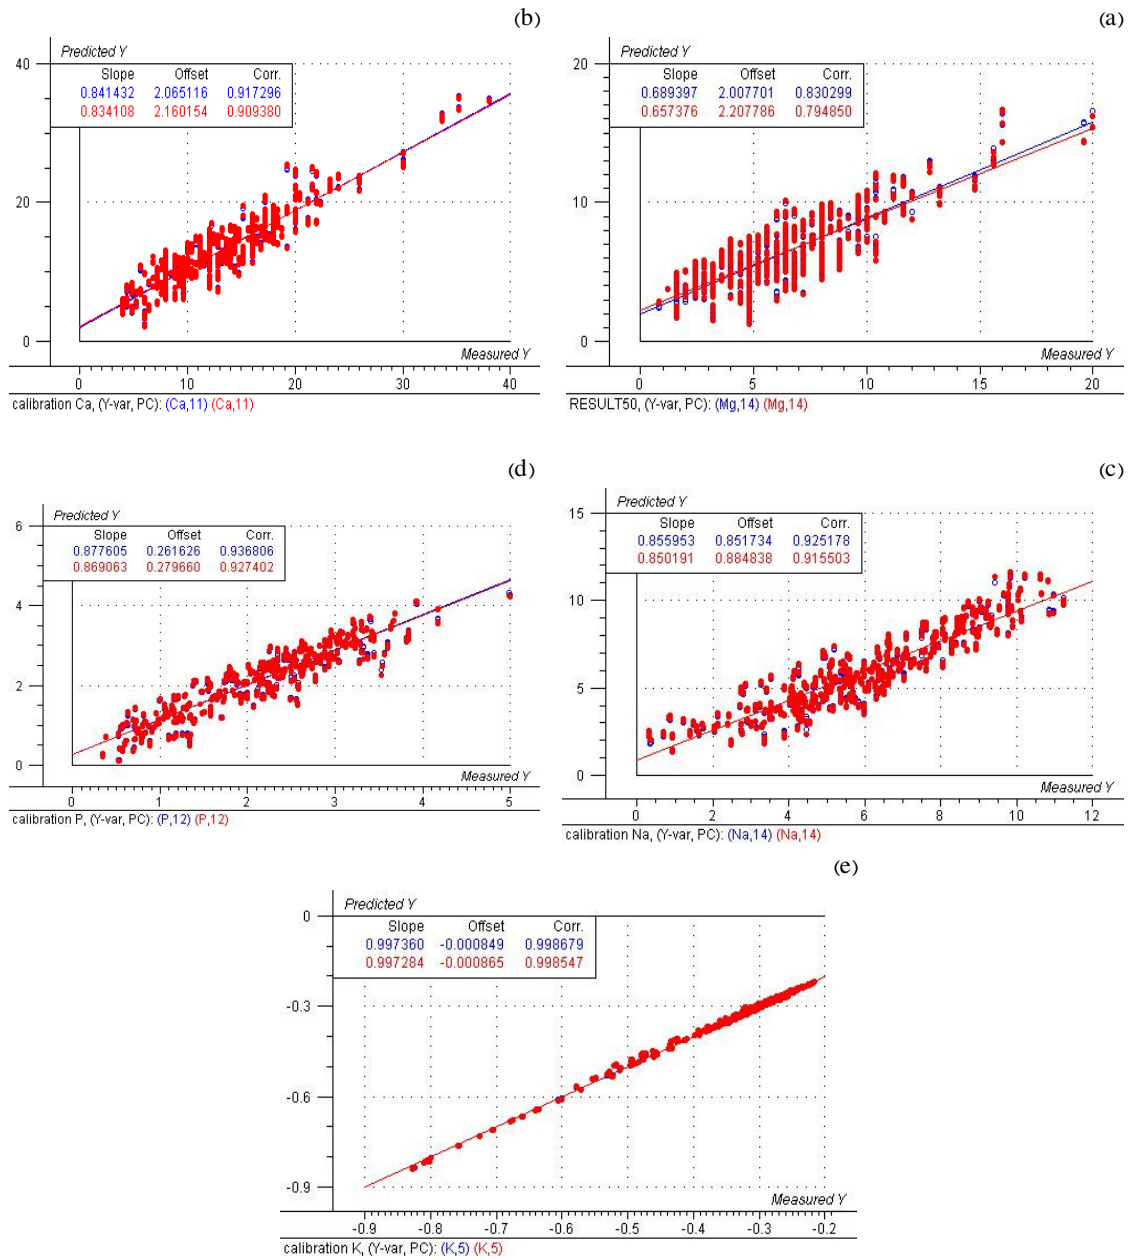 (b)
Predicted Y
Slope Offset Corr.
0.841432 2.065116 0.917296
0.834108 2.160154 0.909380
40
20
0
Measured Y
0 10 20 30 40
calibration Ca, (Y-var, PC): (Ca,11) (Ca,11)
(a)
Predicted Y
Slope Offset Corr.
0.689397 2.007701 0.830299
0.657376 2.207786 0.794850
20
10
0
Measured Y
0 5 10 15 20
RESULT50, (Y-var, PC): (Mg,14) (Mg,14)
(d)
Predicted Y
Slope Offset Corr.
0.877605 0.261626 0.936806
0.869063 0.279660 0.927402
6
4
2
0
Measured Y
0 1 2 3 4 5
calibration P, (Y-var, PC): (P,12) (P,12)
(c)
Predicted Y
Slope Offset Corr.
0.855953 0.851734 0.925178
0.850191 0.884838 0.915503
15
10
5
0
Measured Y
0 2 4 6 8 10 12
calibration Na, (Y-var, PC): (Na,14) (Na,14)
(e)
Predicted Y
Slope Offset Corr.
0.997360 -0.000849 0.998679
0.997284 -0.000865 0.998547
0
-0.3
-0.6
-0.9
Measured Y
-0.9 -0.8 -0.7 -0.6 -0.5 -0.4 -0.3 -0.2
calibration K, (Y-var, PC): (K,5) (K,5)